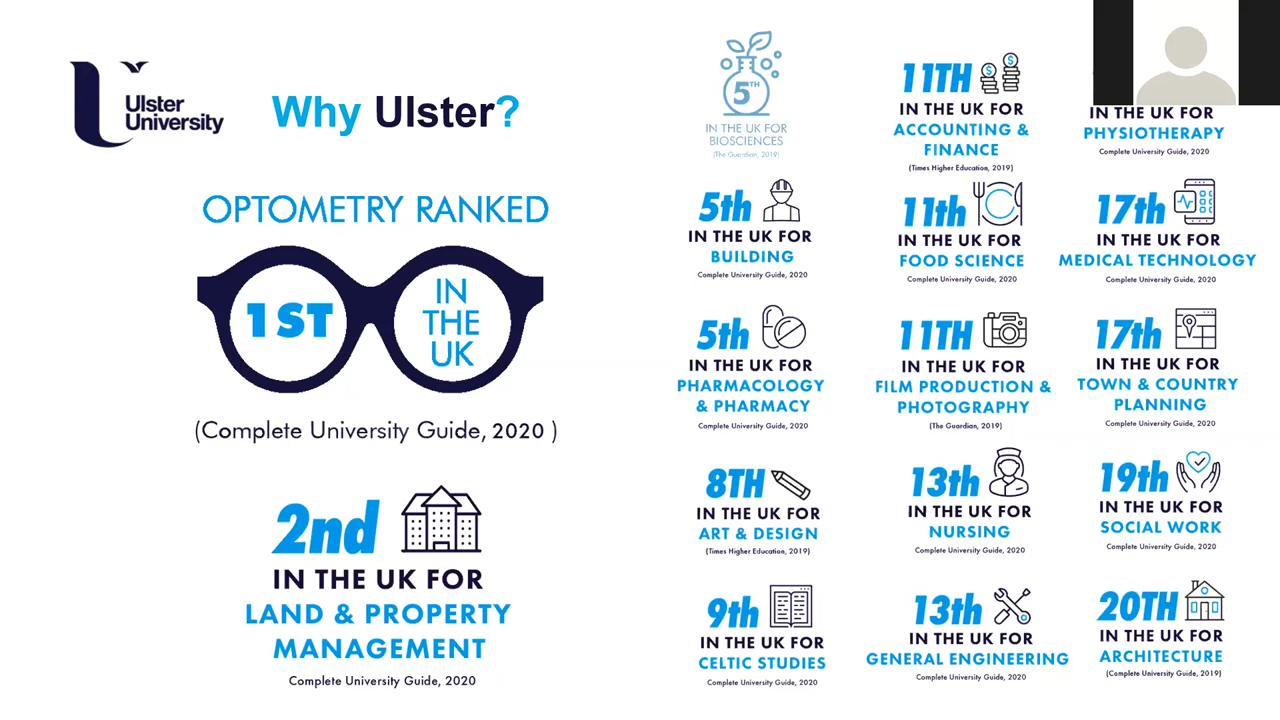 Ulster
University
Why Ulster?
OPTOMETRY RANKED
1ST
IN
THE
UK
(Complete University Guide, 2020 )
2nd
IN THE UK FOR
LAND & PROPERTY
MANAGEMENT
Complete University Guide, 2020
5TH
IN THE UK FOR
BIOSCIENCES
(The Guardian, 2019)
5th
IN THE UK FOR
BUILDING
Complete University Guide, 2020
5th
IN THE UK FOR
PHARMACOLOGY
& PHARMACY
Complete University Guide, 2020
8TH
IN THE UK FOR
ART & DESIGN
(Times Higher Education, 2019)
9th
IN THE UK FOR
CELTIC STUDIES
Complete University Guide, 2020
11TH
IN THE UK FOR
ACCOUNTING &
FINANCE
(Times Higher Education, 2019)
11th
IN THE UK FOR
FOOD SCIENCE
Complete University Guide, 2020
11TH
IN THE UK FOR
FILM PRODUCTION &
PHOTOGRAPHY
(The Guardian, 2019)
13th
IN THE UK FOR
NURSING
Complete University Guide, 2020
13th
IN THE UK FOR
GENERAL ENGINEERING
Complete University Guide, 2020
IN THE UK FOR
PHYSIOTHERAPY
Complete University Guide, 2020
17th
IN THE UK FOR
MEDICAL TECHNOLOGY
Complete University Guide, 2020
17th
IN THE UK FOR
TOWN & COUNTRY
PLANNING
Complete University Guide, 2020
19th
IN THE UK FOR
SOCIAL WORK
Complete University Guide, 2020
20TH
IN THE UK FOR
ARCHITECTURE
(Complete University Guide, 2019)